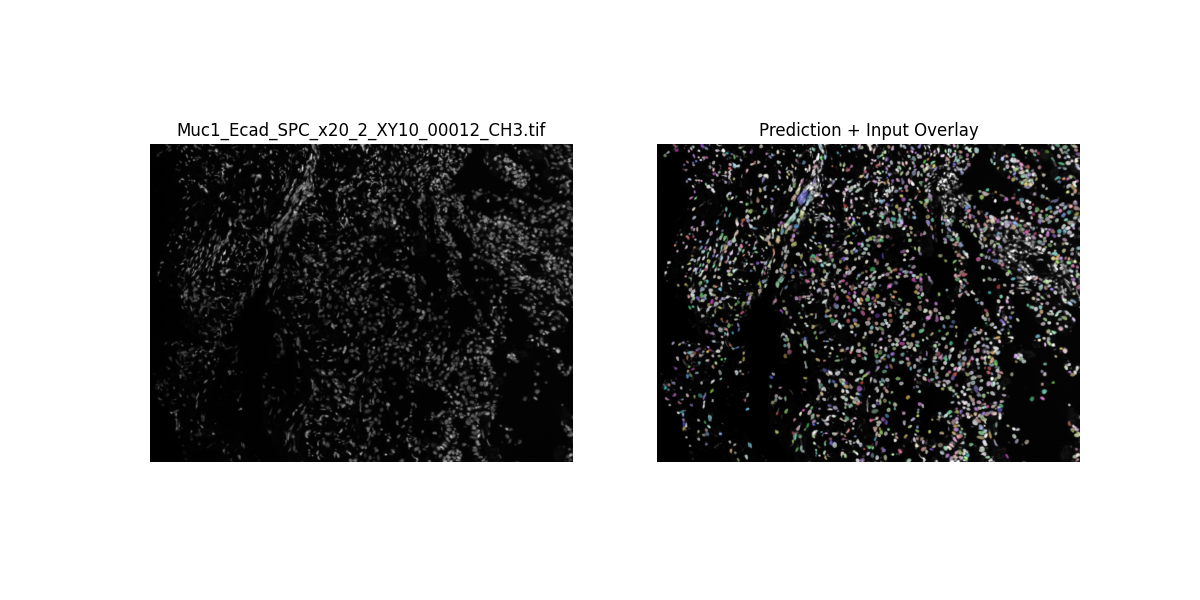 Muc1_Ecad_SPC_x20_2_XY10_00012_CH3.tif
Prediction + Input Overlay